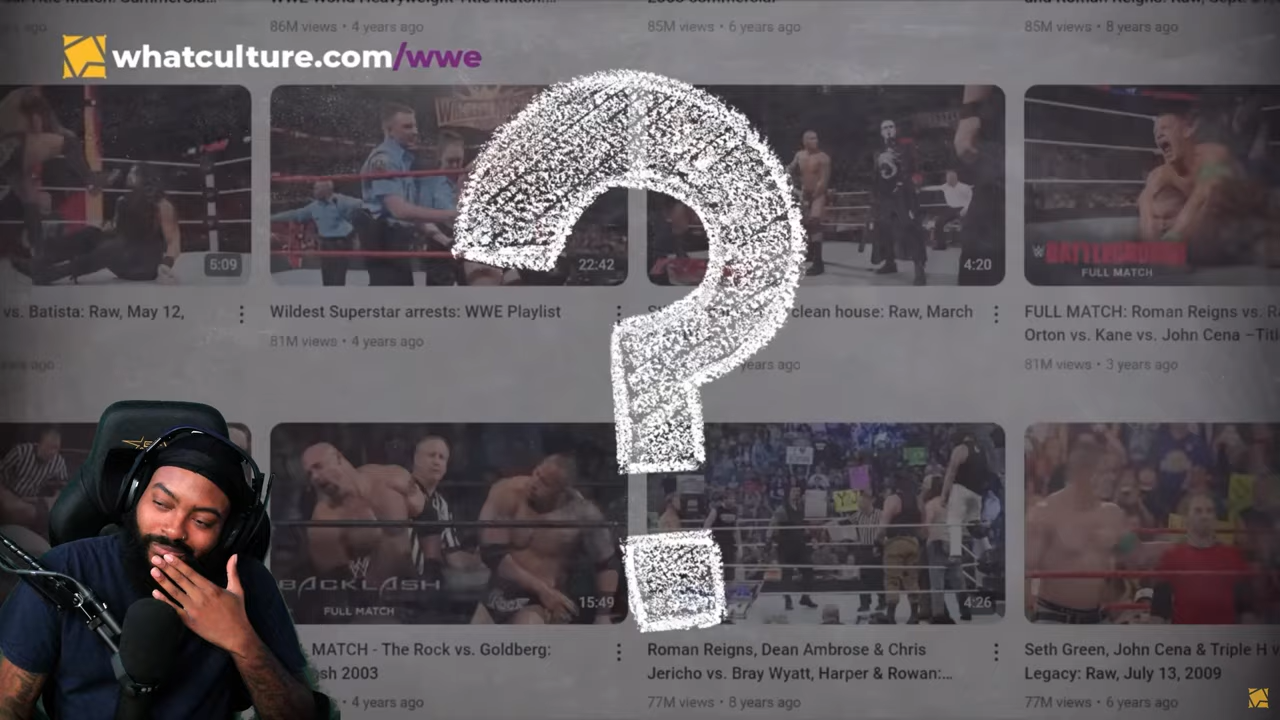 86M views • 4 years ago
85M views • 6 years ago
85M views • 8 years ago
whatculture.com/wwe
?
5:09
22:42
4:20
BATTLEGROUND
FULL MATCH
vs. Batista: Raw, May 12,
Wildest Superstar arrests: WWE Playlist
clean house: Raw, March
FULL MATCH: Roman Reigns vs.
Orton vs. Kane vs. John Cena –
81M views • 4 years ago
years ago
81M views • 3 years ago
BACKLASH
FULL MATCH
15:49
4:26
MATCH - The Rock vs. Goldberg:
2003
Roman Reigns, Dean Ambrose & Chris
Jericho vs. Bray Wyatt, Harper & Rowan:...
Seth Green, John Cena & Triple H
Legacy: Raw, July 13, 2009
• 4 years ago
77M views • 8 years ago
77M views • 6 years ago